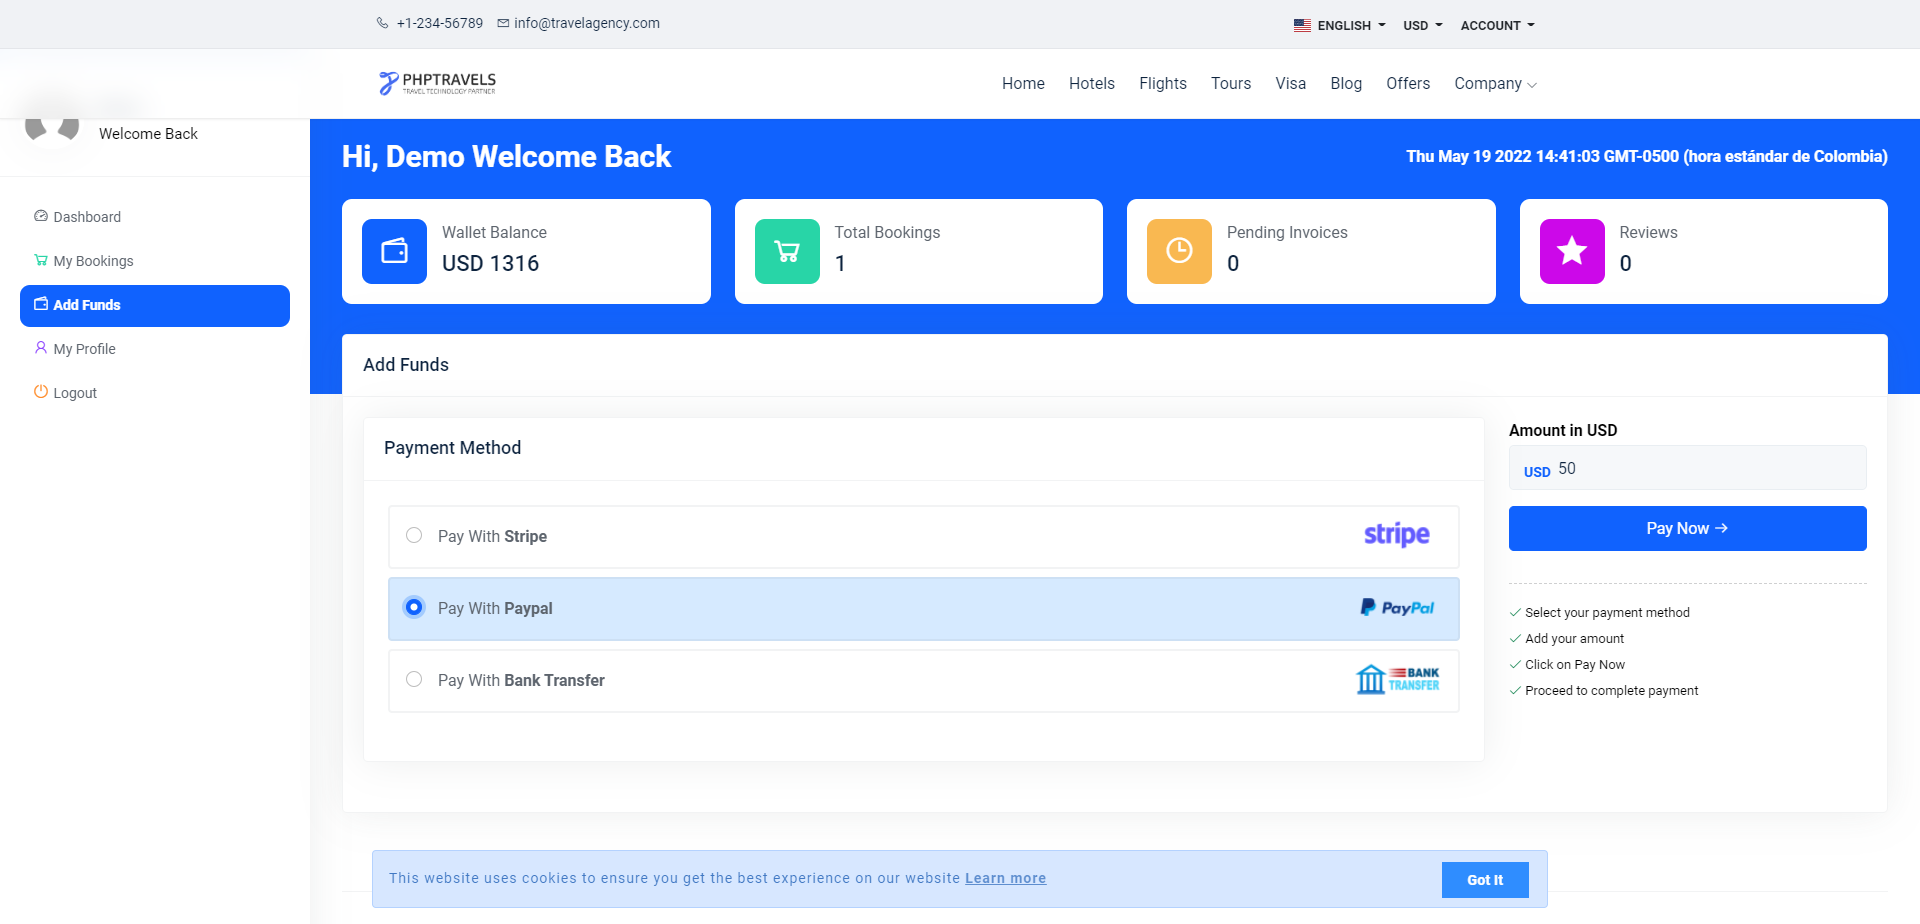 +1-234-56789 info@travelagency.com ENGLISH USD ACCOUNT
PHPTRAVELS
TRAVEL TECHNOLOGY PARTNER
Home Hotels Flights Tours Visa Blog Offers Company
Welcome Back
Dashboard
My Bookings
Add Funds
My Profile
Logout
Hi, Demo Welcome Back
Thu May 19 2022 14:41:03 GMT-0500 (hora estándar de Colombia)
Wallet Balance
USD 1316
Total Bookings
1
Pending Invoices
0
Reviews
0
Add Funds
Payment Method
Pay With Stripe
stripe
Pay With Paypal
PayPal
Pay With Bank Transfer
BANK
TRANSFER
Amount in USD
USD 50
Pay Now
Select your payment method
Add your amount
Click on Pay Now
Proceed to complete payment
This website uses cookies to ensure you get the best experience on our website Learn more
Got It